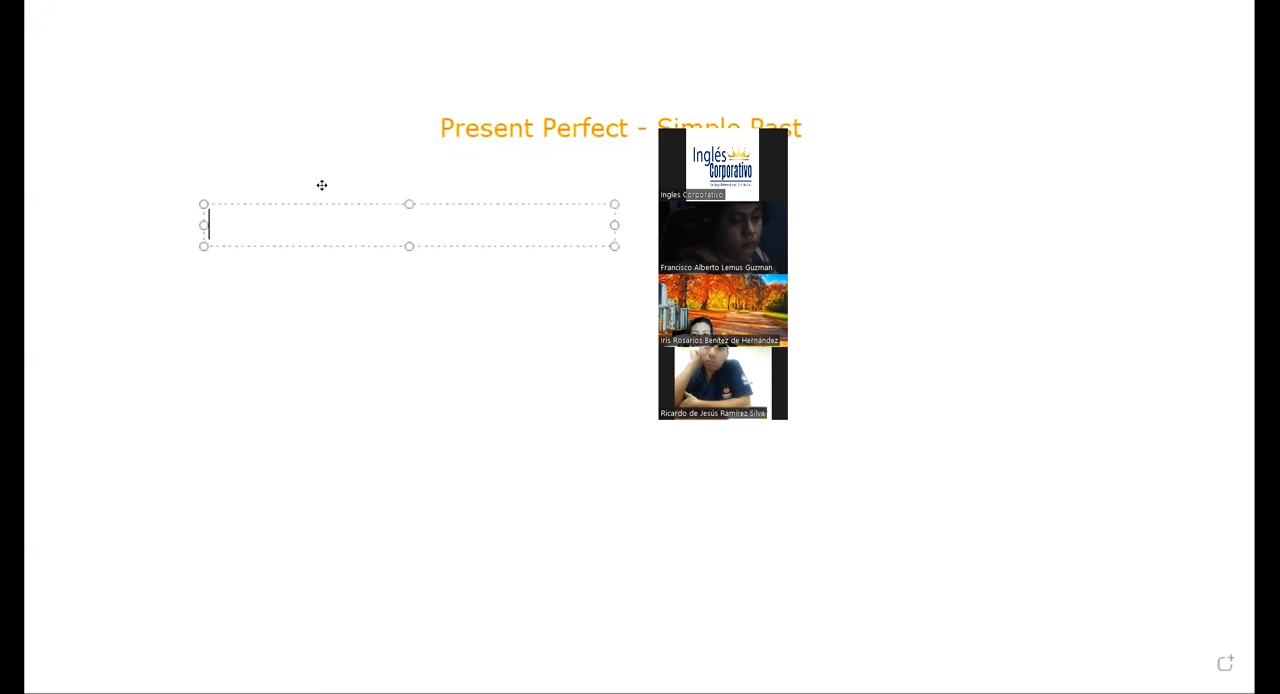 Present Perfect - Simple Past
Inglés
Corporativo
Ingles Corporativo
Francisco Alberto Lemus Guzman
Iris Rosarios Benítez de Hernández
Ricardo de Jesús Ramírez Silva